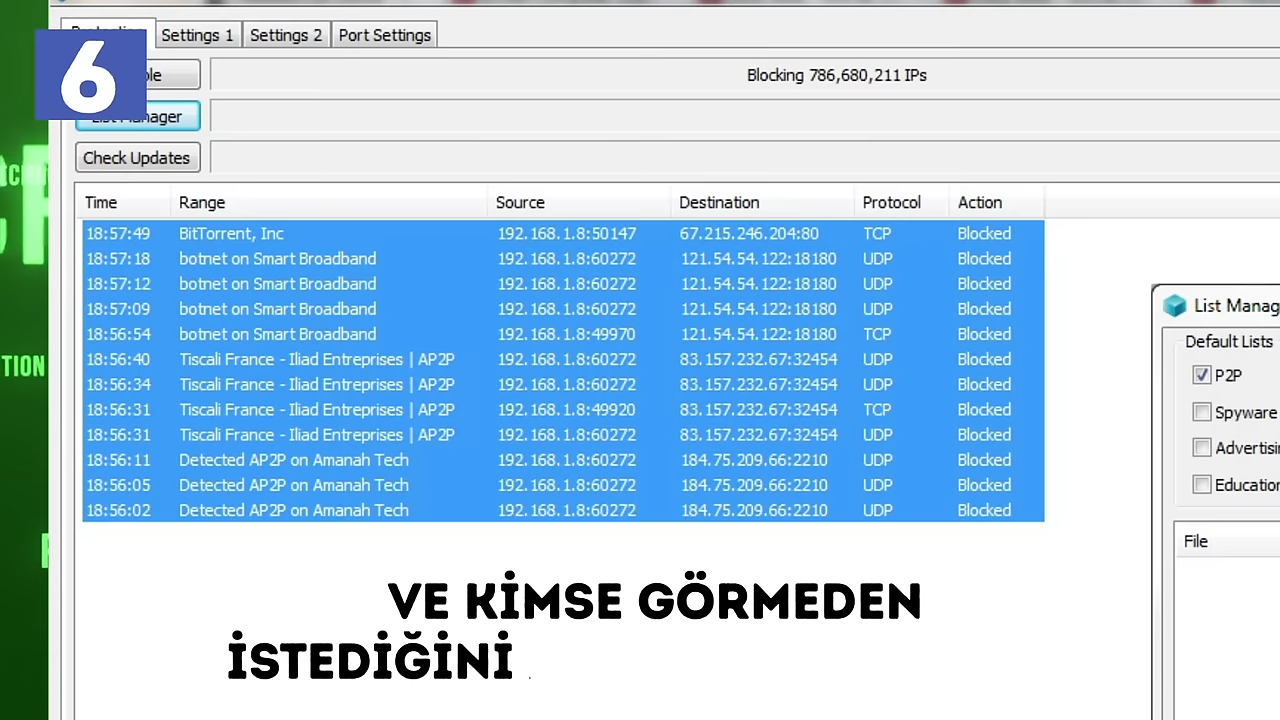 Settings 1 Settings 2 Port Settings
6
Blocking 786,680,211 IPs
List Manager
Check Updates
Time Range Source Destination Protocol Action
18:57:49 BitTorrent, Inc 192.168.1.8:50147 67.215.246.204:80 TCP Blocked
18:57:18 botnet on Smart Broadband 192.168.1.8:60272 121.54.54.122:18180 UDP Blocked
18:57:12 botnet on Smart Broadband 192.168.1.8:60272 121.54.54.122:18180 UDP Blocked
18:57:09 botnet on Smart Broadband 192.168.1.8:60272 121.54.54.122:18180 UDP Blocked
18:56:54 botnet on Smart Broadband 192.168.1.8:49970 121.54.54.122:18180 TCP Blocked
18:56:40 Tiscali France - Iliad Entreprises | AP2P 192.168.1.8:60272 83.157.232.67:32454 UDP Blocked
18:56:34 Tiscali France - Iliad Entreprises | AP2P 192.168.1.8:60272 83.157.232.67:32454 UDP Blocked
18:56:31 Tiscali France - Iliad Entreprises | AP2P 192.168.1.8:49920 83.157.232.67:32454 TCP Blocked
18:56:31 Tiscali France - Iliad Entreprises | AP2P 192.168.1.8:60272 83.157.232.67:32454 UDP Blocked
18:56:11 Detected AP2P on Amanah Tech 192.168.1.8:60272 184.75.209.66:2210 UDP Blocked
18:56:05 Detected AP2P on Amanah Tech 192.168.1.8:60272 184.75.209.66:2210 UDP Blocked
18:56:02 Detected AP2P on Amanah Tech 192.168.1.8:60272 184.75.209.66:2210 UDP Blocked
List Manag
Default Lists
P2P
Spyware
Advertisi
Education
File
TION
VE KİMSE GÖRMEDEN
İSTEDİĞİNİ